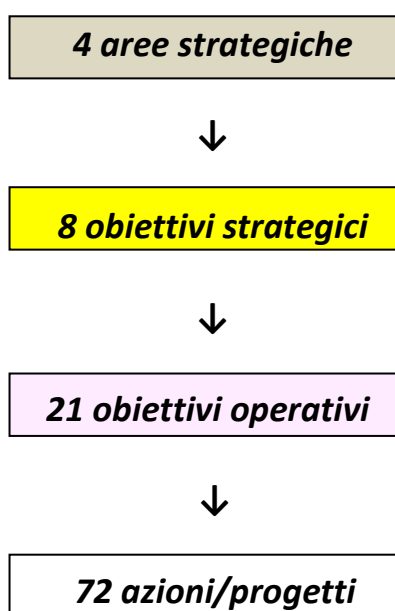 4 aree strategiche
↓
8 obiettivi strategici
↓
21 obiettivi operativi
↓
72 azioni/progetti